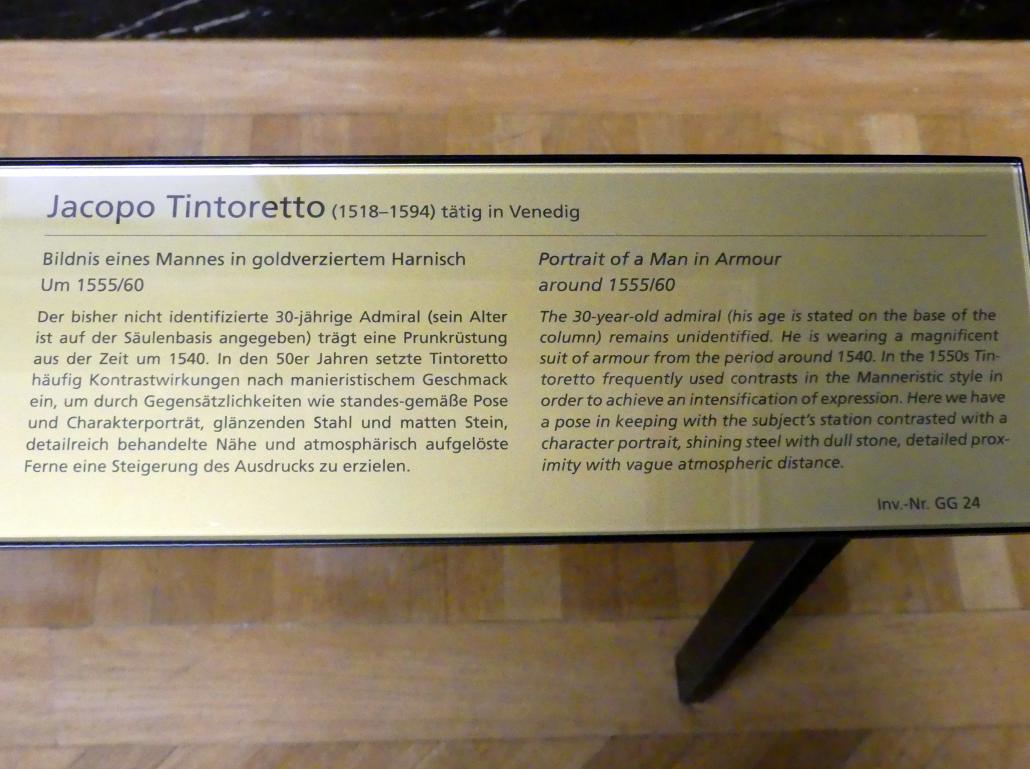 Jacopo Tintoretto (1518–1594) tätig in Venedig
Bildnis eines Mannes in goldverziertem Harnisch
Um 1555/60
Der bisher nicht identifizierte 30-jährige Admiral (sein Alter
ist auf der Säulenbasis angegeben) trägt eine Prunkrüstung
aus der Zeit um 1540. In den 50er Jahren setzte Tintoretto
häufig Kontrastwirkungen nach manieristischem Geschmack
ein, um durch Gegensätzlichkeiten wie standes-gemäße Pose
und Charakterporträt, glänzenden Stahl und matten Stein,
detailreich behandelte Nähe und atmosphärisch aufgelöste
Ferne eine Steigerung des Ausdrucks zu erzielen.
Portrait of a Man in Armour
around 1555/60
The 30-year-old admiral (his age is stated on the base of the
column) remains unidentified. He is wearing a magnificent
suit of armour from the period around 1540. In the 1550s Tin-
toretto frequently used contrasts in the Manneristic style in
order to achieve an intensification of expression. Here we have
a pose in keeping with the subject's station contrasted with a
character portrait, shining steel with dull stone, detailed prox-
imity with vague atmospheric distance.
Inv.-Nr. GG 24